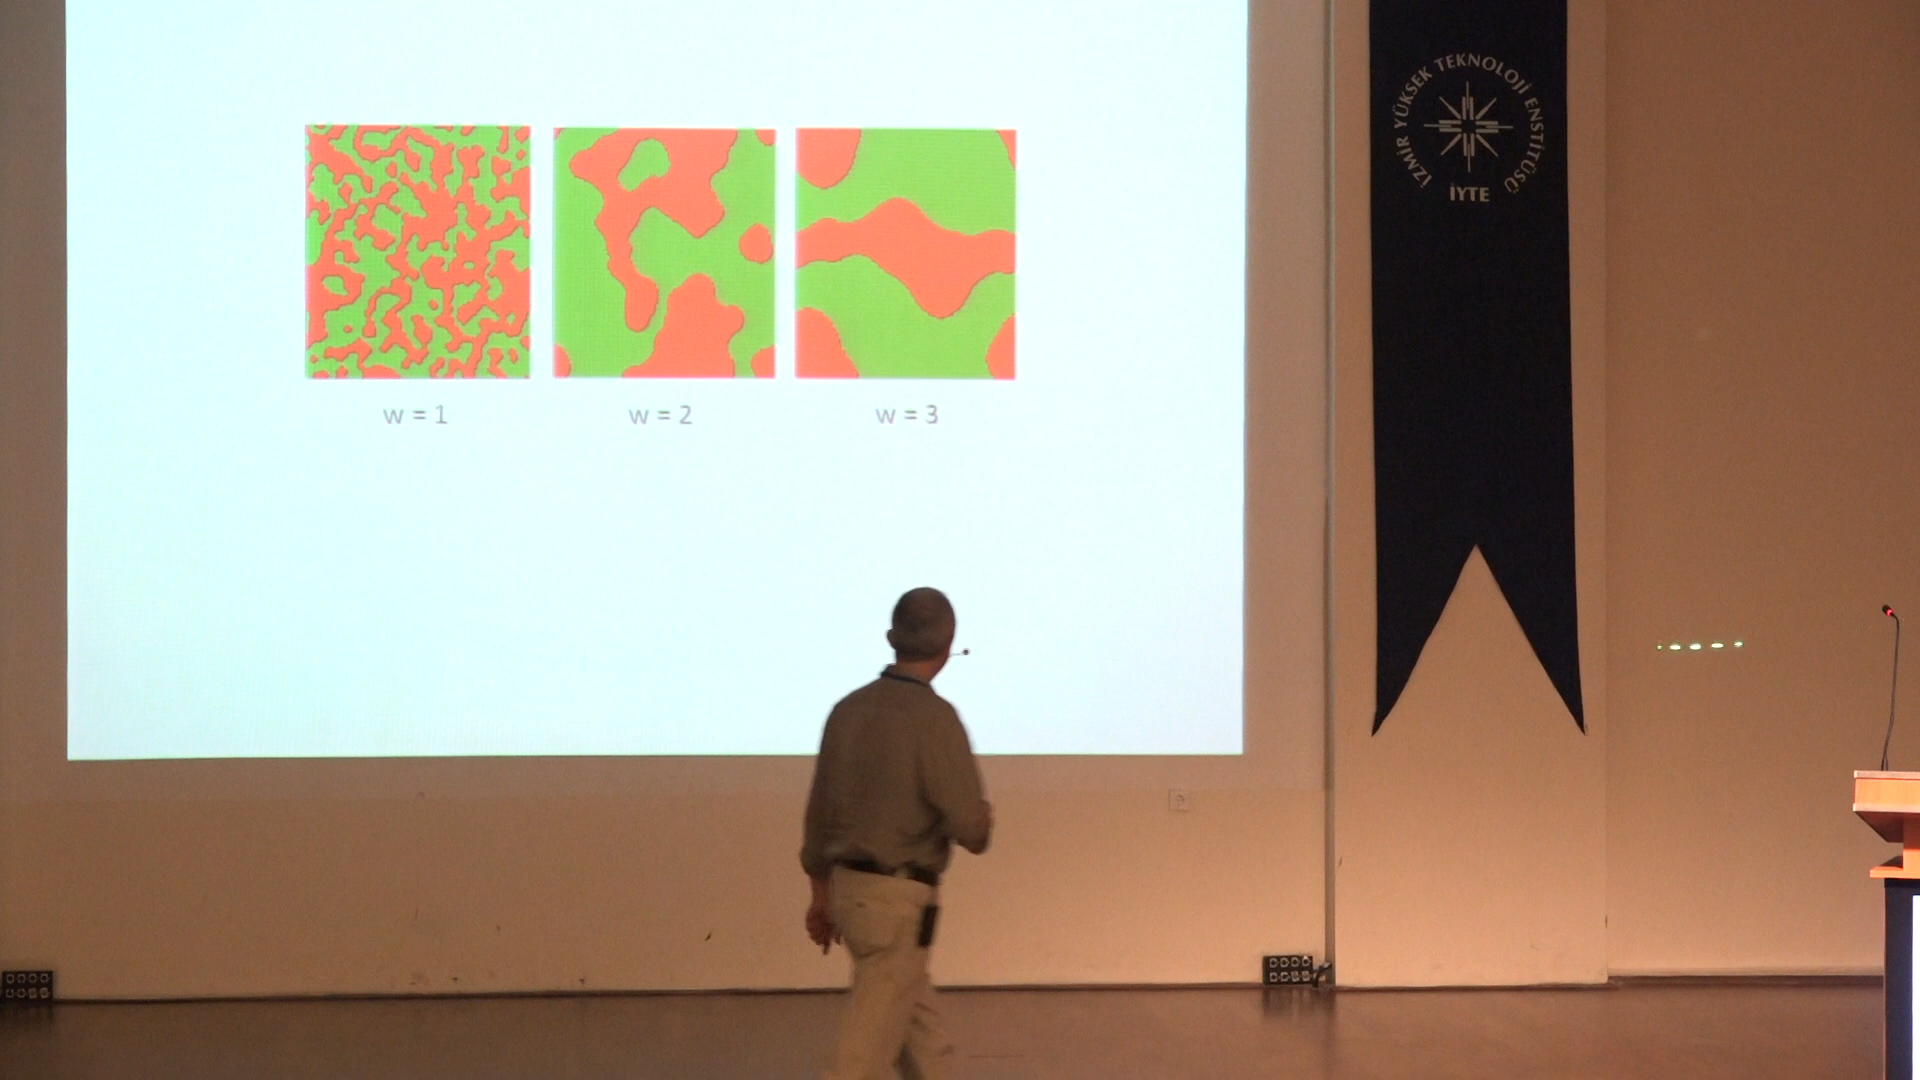 w = 1
w = 2
w = 3
İZMİR YÜKSEK TEKNOLOJİ ENSTİTÜSÜ
İYTE